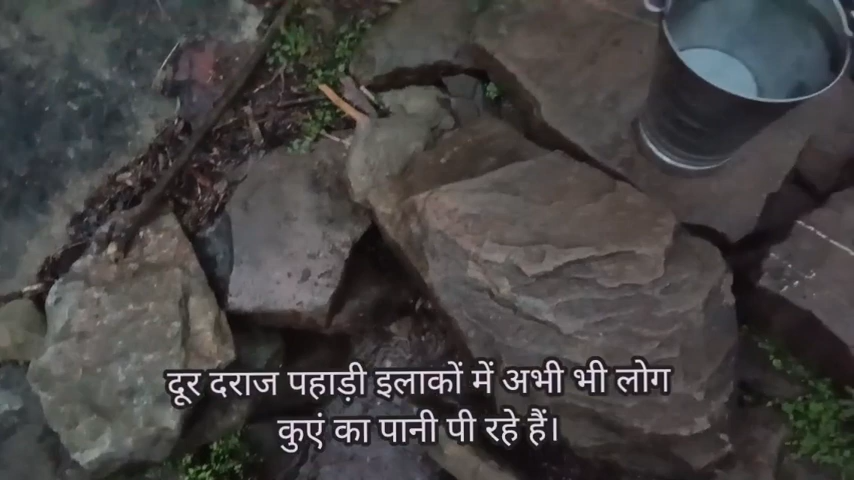 दूर दराज पहाड़ी इलाकों में अभी भी लोग
कुएं का पानी पी रहे हैं।